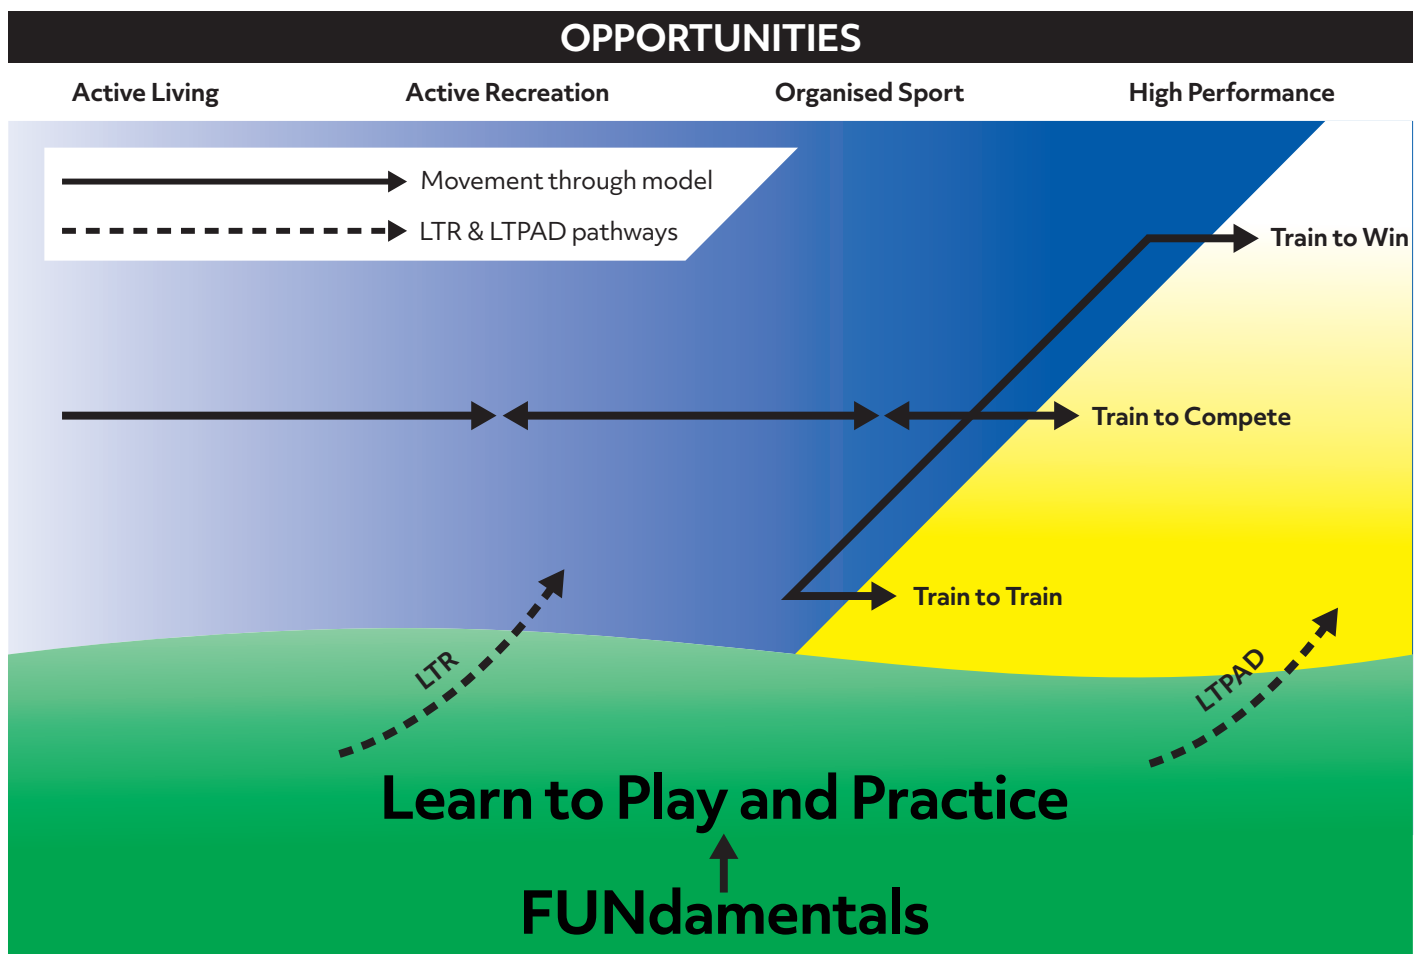 OPPORTUNITIES
Active Living
Active Recreation
Organised Sport
High Performance
Movement through model
LTR & LTPAD pathways
Train to Win
Train to Compete
Train to Train
LTR
LTPAD
Learn to Play and Practice
FUNdamentals